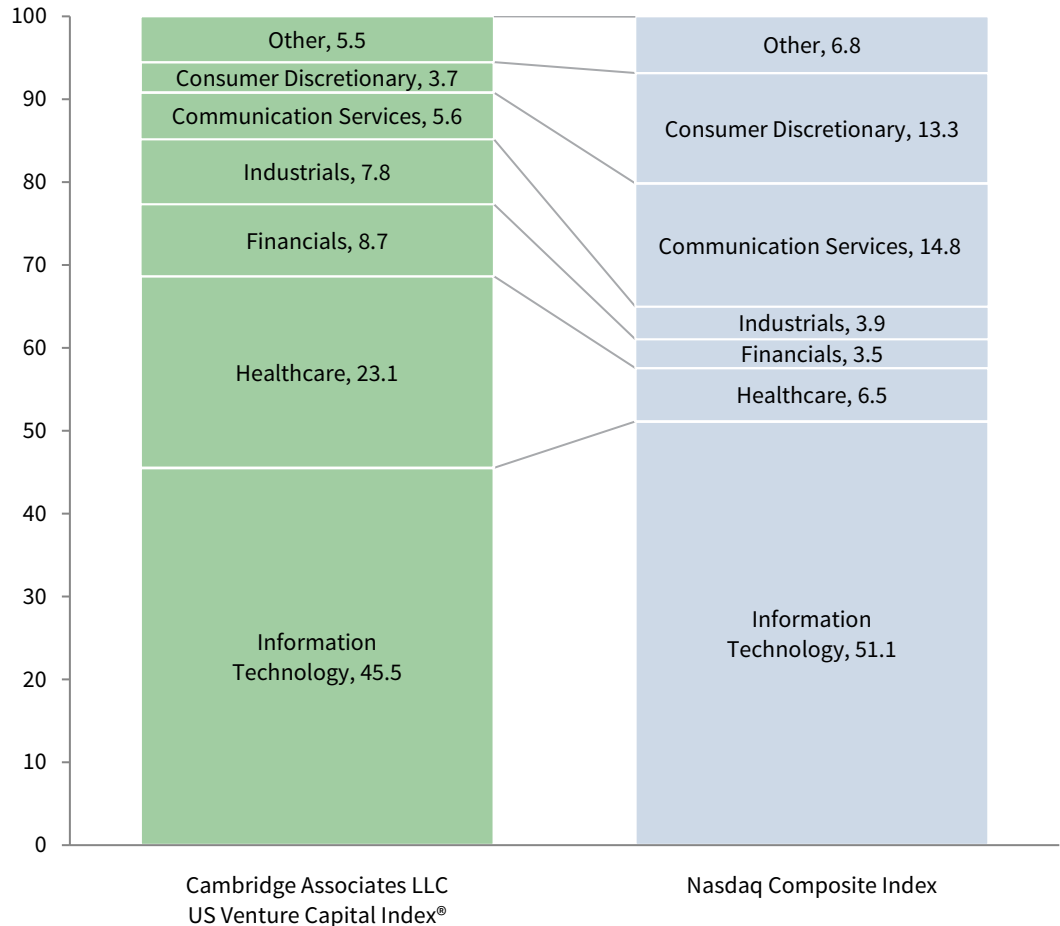 100
90
80
70
60
50
40
30
20
10
0
Other, 5.5
Consumer Discretionary, 3.7
Communication Services, 5.6
Industrials, 7.8
Financials, 8.7
Healthcare, 23.1
Information
Technology, 45.5
Other, 6.8
Consumer Discretionary, 13.3
Communication Services, 14.8
Industrials, 3.9
Financials, 3.5
Healthcare, 6.5
Information
Technology, 51.1
Cambridge Associates LLC
US Venture Capital Index®
Nasdaq Composite Index